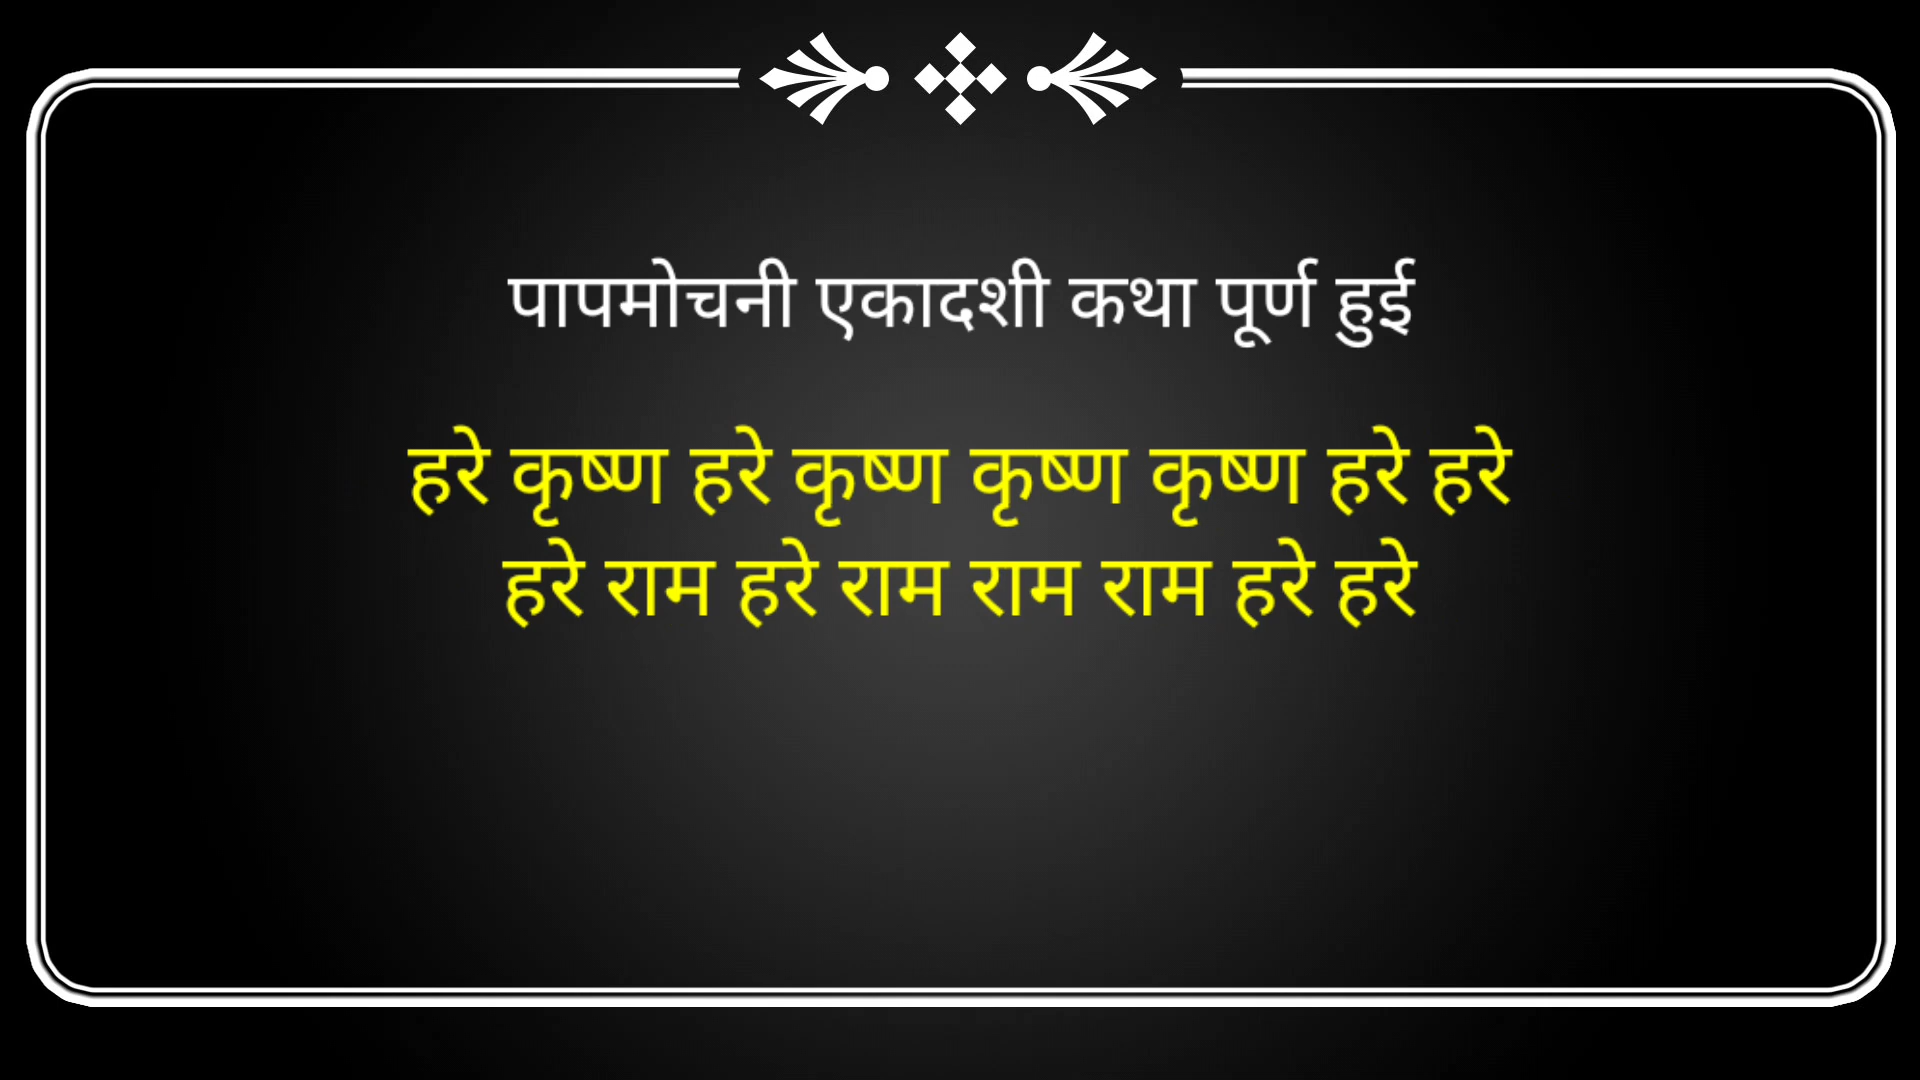 पापमोचनी एकादशी कथा पूर्ण हुई
हरे कृष्ण हरे कृष्ण कृष्ण कृष्ण हरे हरे
हरे राम हरे राम राम राम हरे हरे